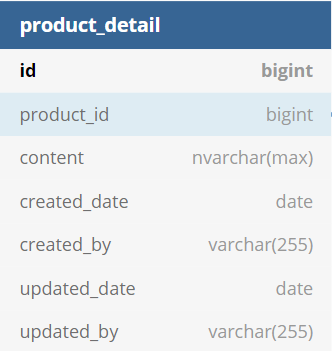 product_detail
id bigint
product_id bigint
content nvarchar(max)
created_date date
created_by varchar(255)
updated_date date
updated_by varchar(255)